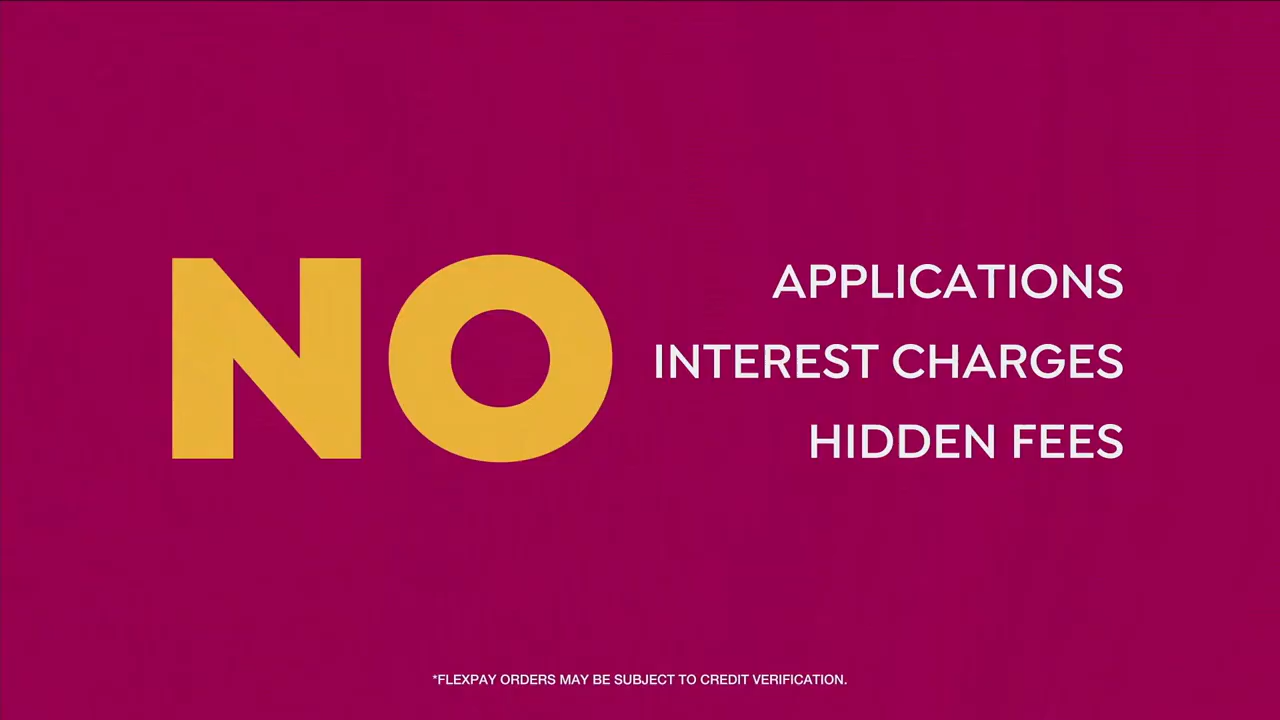 NO
APPLICATIONS
INTEREST CHARGES
HIDDEN FEES
*FLEXPAY ORDERS MAY BE SUBJECT TO CREDIT VERIFICATION.